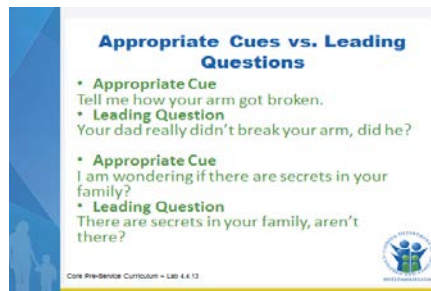 Appropriate Cues vs. Leading
Questions
• Appropriate Cue
Tell me how your arm got broken.
• Leading Question
Your dad really didn't break your arm, did he?
• Appropriate Cue
I am wondering if there are secrets in your
family?
• Leading Question
There are secrets in your family, aren't
there?
Core Pre-Service Curriculum – Lab 4.4.13